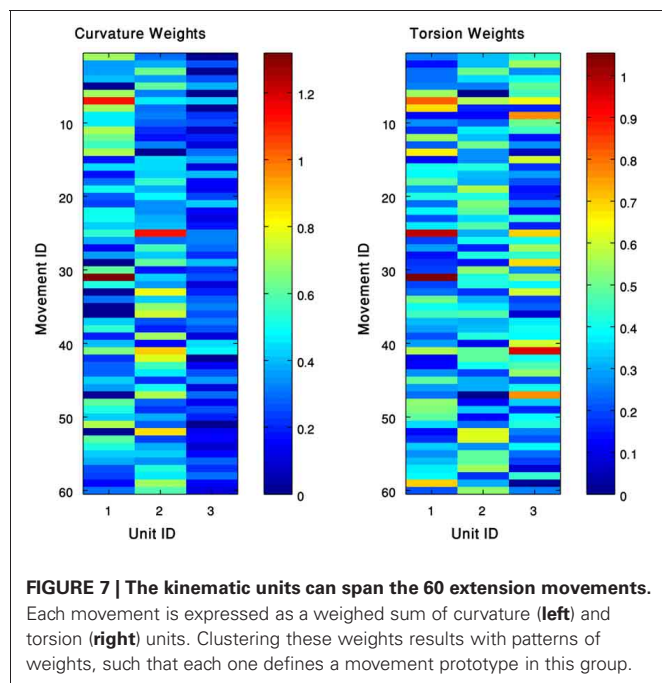 Curvature Weights
Torsion Weights
10
20
30
40
50
60
1 2 3
Movement ID
Unit ID
1.2
1
0.8
0.6
0.4
0.2
0
10
20
30
40
50
60
1 2 3
Movement ID
Unit ID
1
0.9
0.8
0.7
0.6
0.5
0.4
0.3
0.2
0.1
0
FIGURE 7 | The kinematic units can span the 60 extension movements.
Each movement is expressed as a weighed sum of curvature (left) and
torsion (right) units. Clustering these weights results with patterns of
weights, such that each one defines a movement prototype in this group.